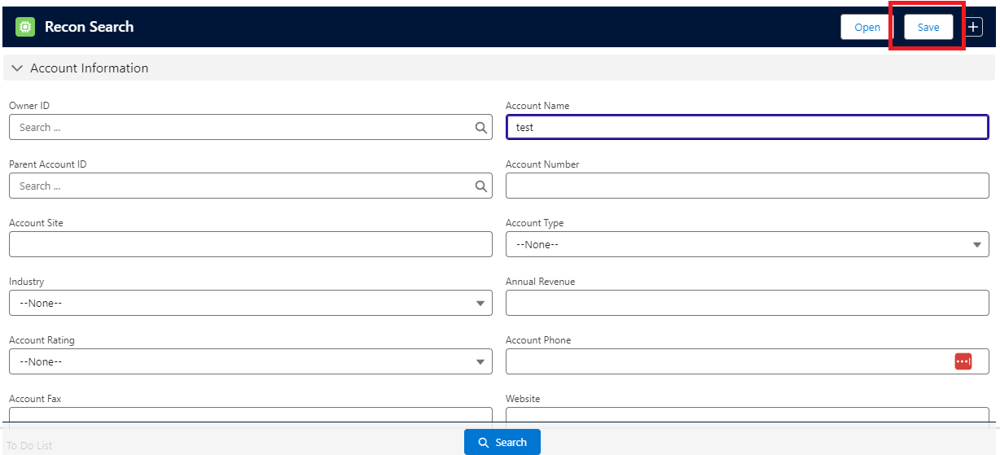 Recon Search
Open
Save
Account Information
Owner ID
Account Name
Search ...
test
Parent Account ID
Account Number
Search ...
Account Site
Account Type
--None--
Industry
Annual Revenue
--None--
Account Rating
Account Phone
--None--
Account Fax
Website
To Do List
Search